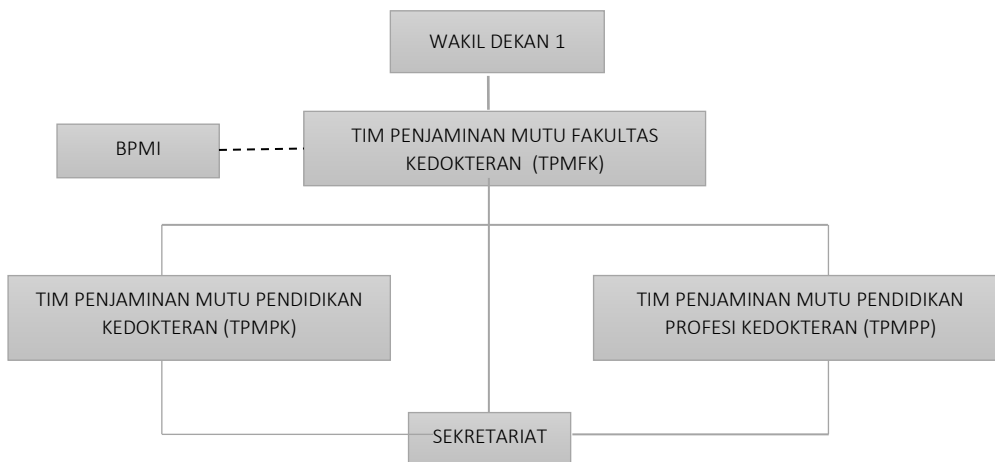 WAKIL DEKAN 1
BPMI
TIM PENJAMINAN MUTU FAKULTAS
KEDOKTERAN (TPMFK)
TIM PENJAMINAN MUTU PENDIDIKAN
KEDOKTERAN (TPMPK)
TIM PENJAMINAN MUTU PENDIDIKAN
PROFESI KEDOKTERAN (TPMPP)
SEKRETARIAT